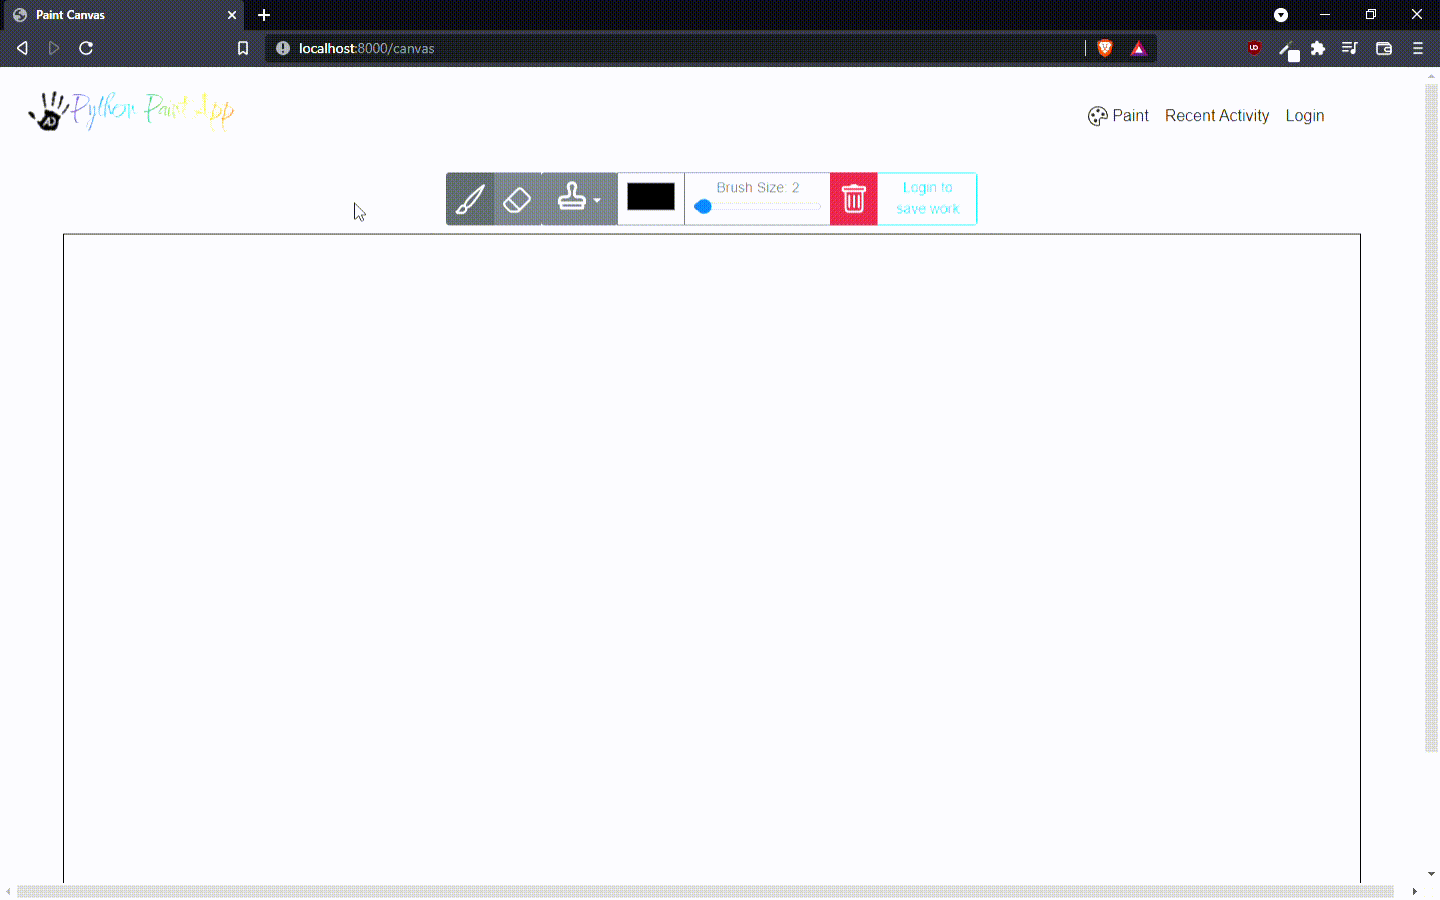 Paint Canvas
localhost:8000/canvas
Python Paint App
Paint Recent Activity Login
Brush Size: 2
Login to
save work